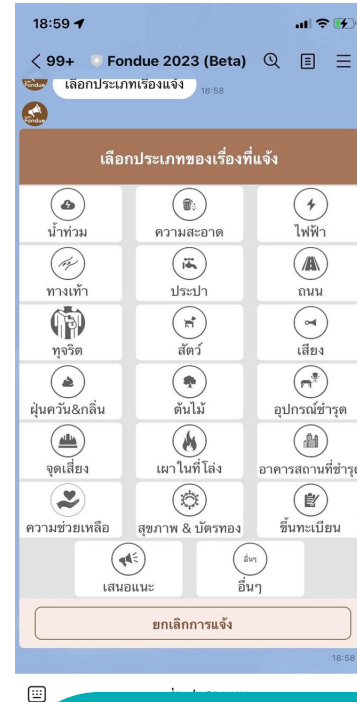 18:59
99+ Fondue 2023 (Beta)
เลือกประเภทเรื่องแจ้ง
18:58
fondue
เลือกประเภทของเรื่องที่แจ้ง
น้ำท่วม ความสะอาด ไฟฟ้า
ทางเท้า ประปา ถนน
ทุจริต สัตว์ เสียง
ฝุ่นควัน&กลิ่น ต้นไม้ อุปกรณ์ชำรุด
จุดเสี่ยง เผาในที่โล่ง อาคารสถานที่ชำรุด
ความช่วยเหลือ สุขภาพ & บัตรทอง ขึ้นทะเบียน
อื่นๆ
เสนอแนะ อื่นๆ
ยกเลิกการแจ้ง
18:58